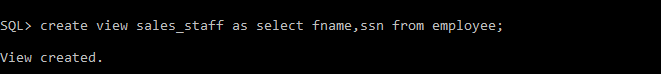 SQL> create view sales_staff as select fname,ssn from employee;
View created.